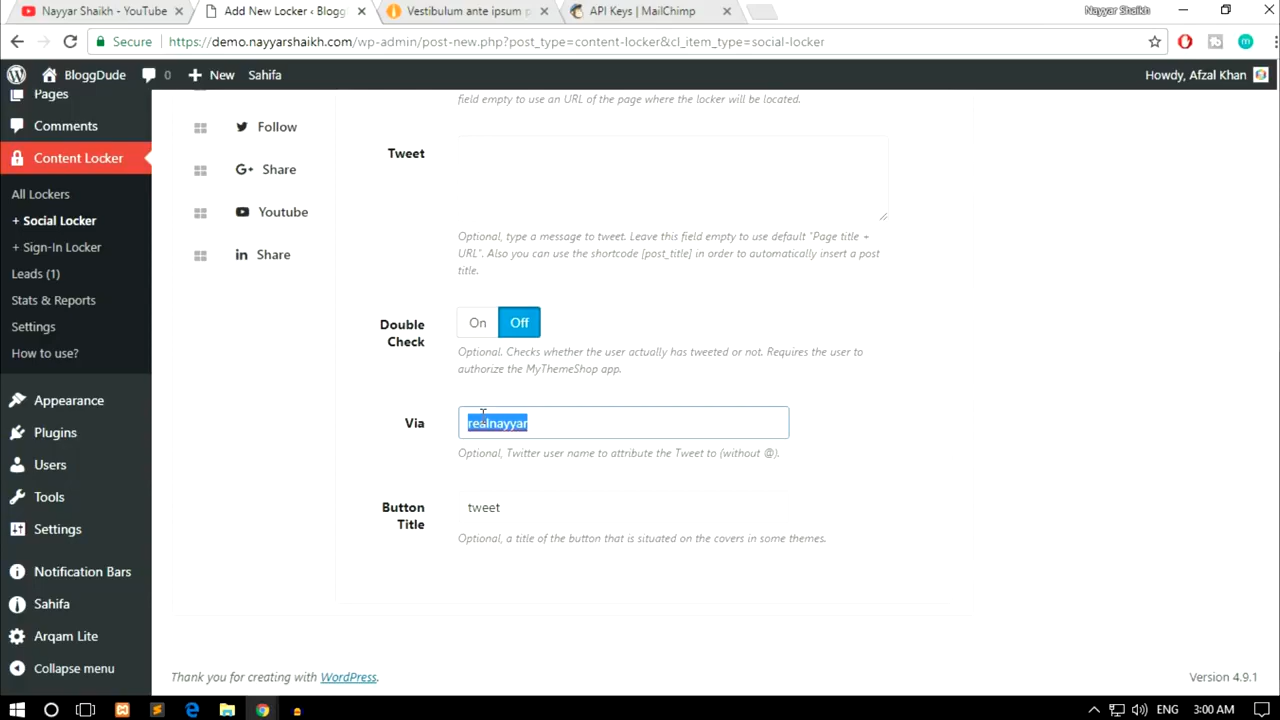 Nayyar Shaikh - YouTube
Add New Locker ‹ Blogg
Vestibulum ante ipsum p
API Keys | MailChimp
Nayyar Shaikh
Secure
https://demo.nayyarshaikh.com/wp-admin/post-new.php?post_type=content-locker&cl_item_type=social-locker
BloggDude
0
New
Sahifa
Howdy, Afzal Khan
Pages
Comments
Content Locker
All Lockers
+ Social Locker
+ Sign-In Locker
Leads (1)
Stats & Reports
Settings
How to use?
Appearance
Plugins
Users
Tools
Settings
Notification Bars
Sahifa
Arqam Lite
Collapse menu
Follow
G+ Share
Youtube
in Share
field empty to use an URL of the page where the locker will be located.
Tweet
Optional, type a message to tweet. Leave this field empty to use default "Page title +
URL". Also you can use the shortcode [post_title] in order to automatically insert a post
title.
Double
Check
On
Off
Optional. Checks whether the user actually has tweeted or not. Requires the user to
authorize the MyThemeShop app.
Via
realnayyar
Optional, Twitter user name to attribute the Tweet to (without @).
Button
Title
tweet
Optional, a title of the button that is situated on the covers in some themes.
Thank you for creating with WordPress.
Version 4.9.1
ENG
3:00 AM